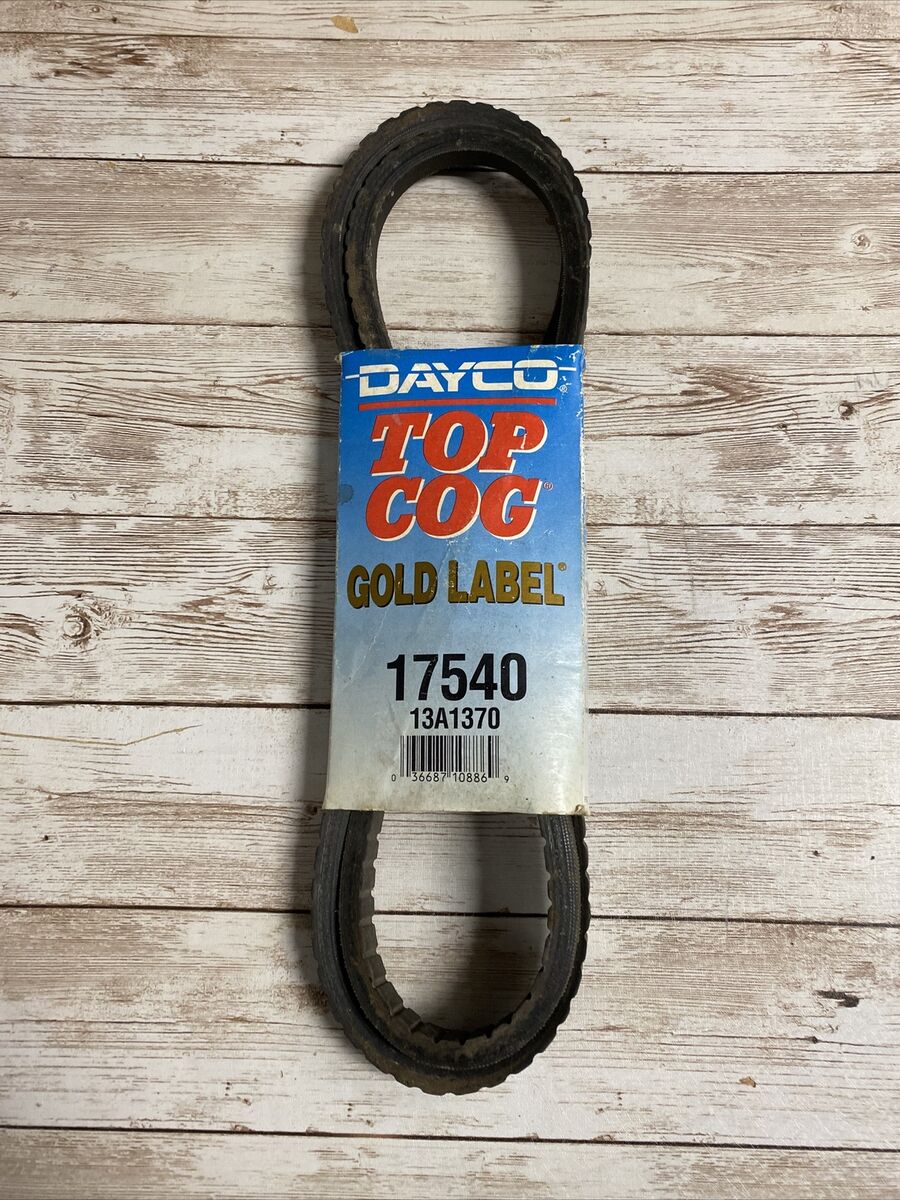 DAYCO®
TOP
COG®
GOLD LABEL®
17540
13A1370
0 36687 10886 9